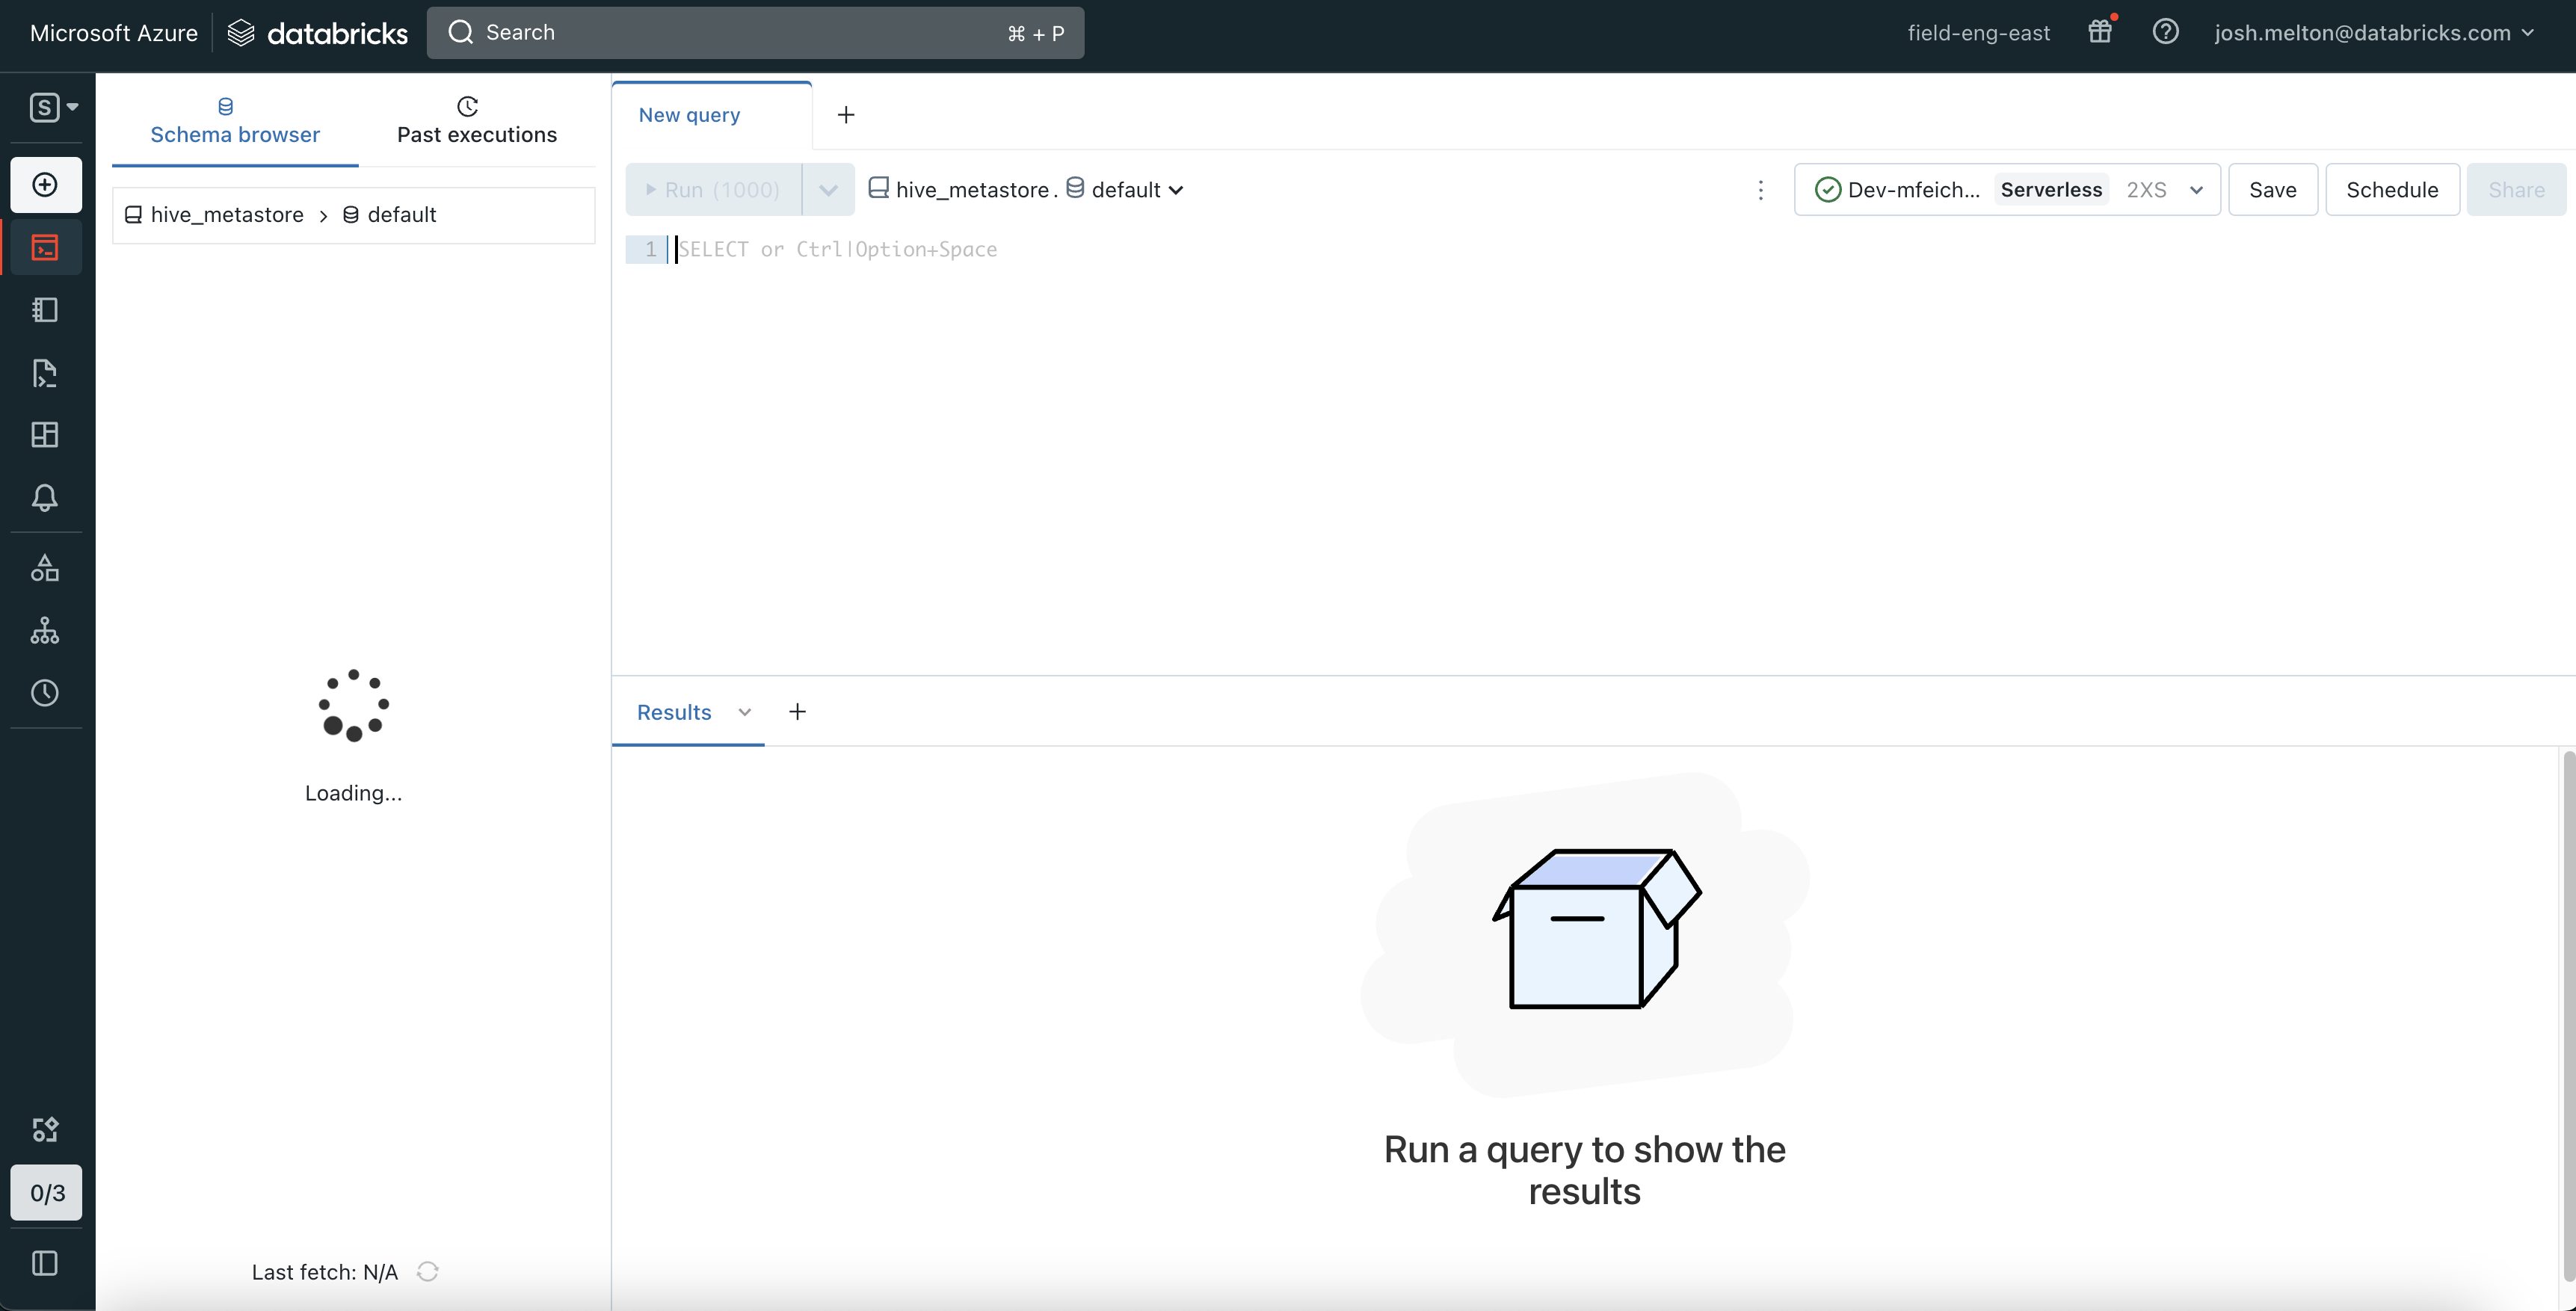 Microsoft Azure databricks Search ⌘ + P field-eng-east josh.melton@databricks.com
S
Schema browser Past executions
New query +
hive_metastore > default
Run (1000) hive_metastore . default Dev-mfeich... Serverless 2XS Save Schedule Share
1 SELECT or Ctrl|Option+Space
Loading...
Results +
Run a query to show the
results
0/3
Last fetch: N/A